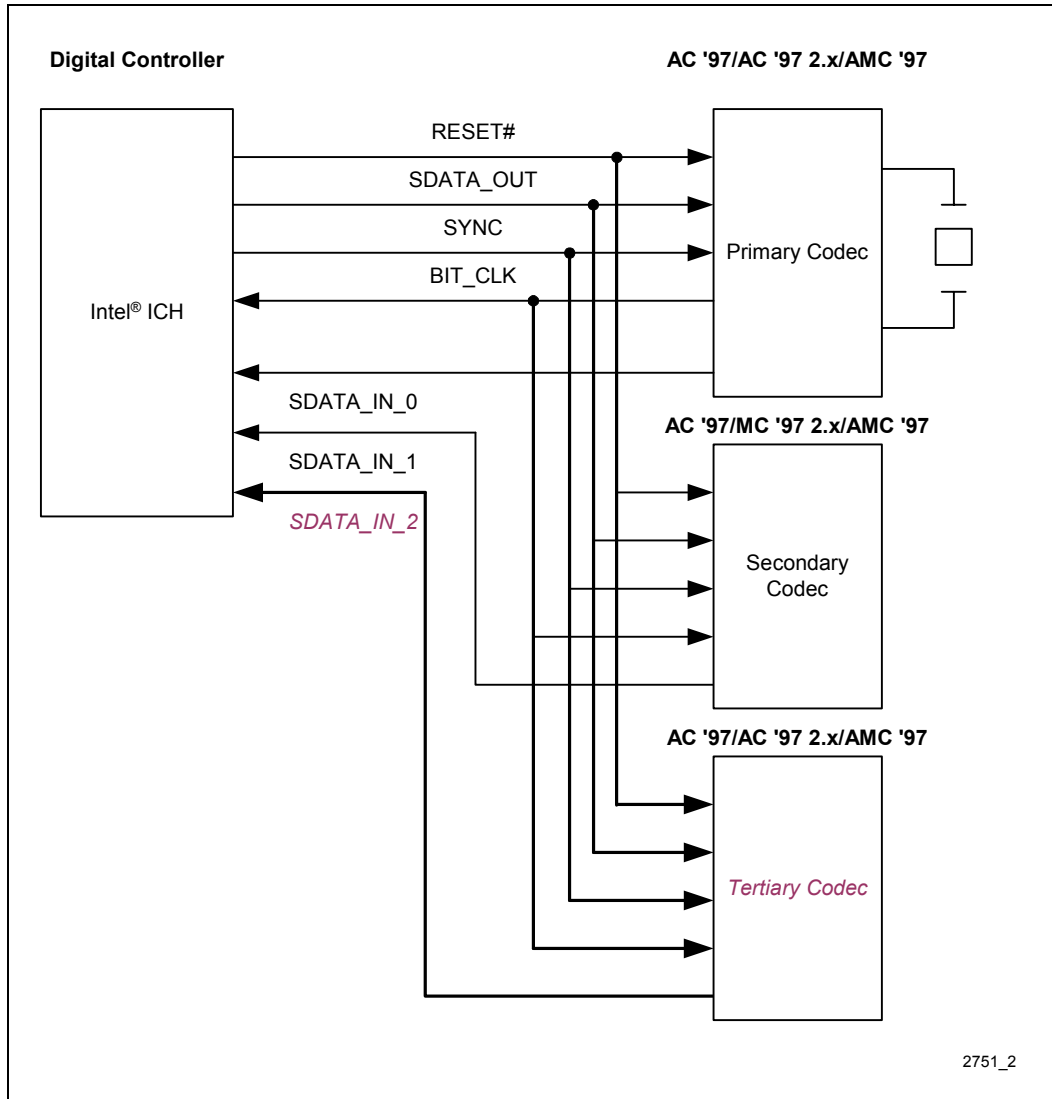 Digital Controller
AC '97/AC '97 2.x/AMC '97
RESET#
SDATA_OUT
SYNC
BIT_CLK
Intel® ICH
Primary Codec
SDATA_IN_0
SDATA_IN_1
SDATA_IN_2
AC '97/MC '97 2.x/AMC '97
Secondary
Codec
AC '97/AC '97 2.x/AMC '97
Tertiary Codec
2751_2